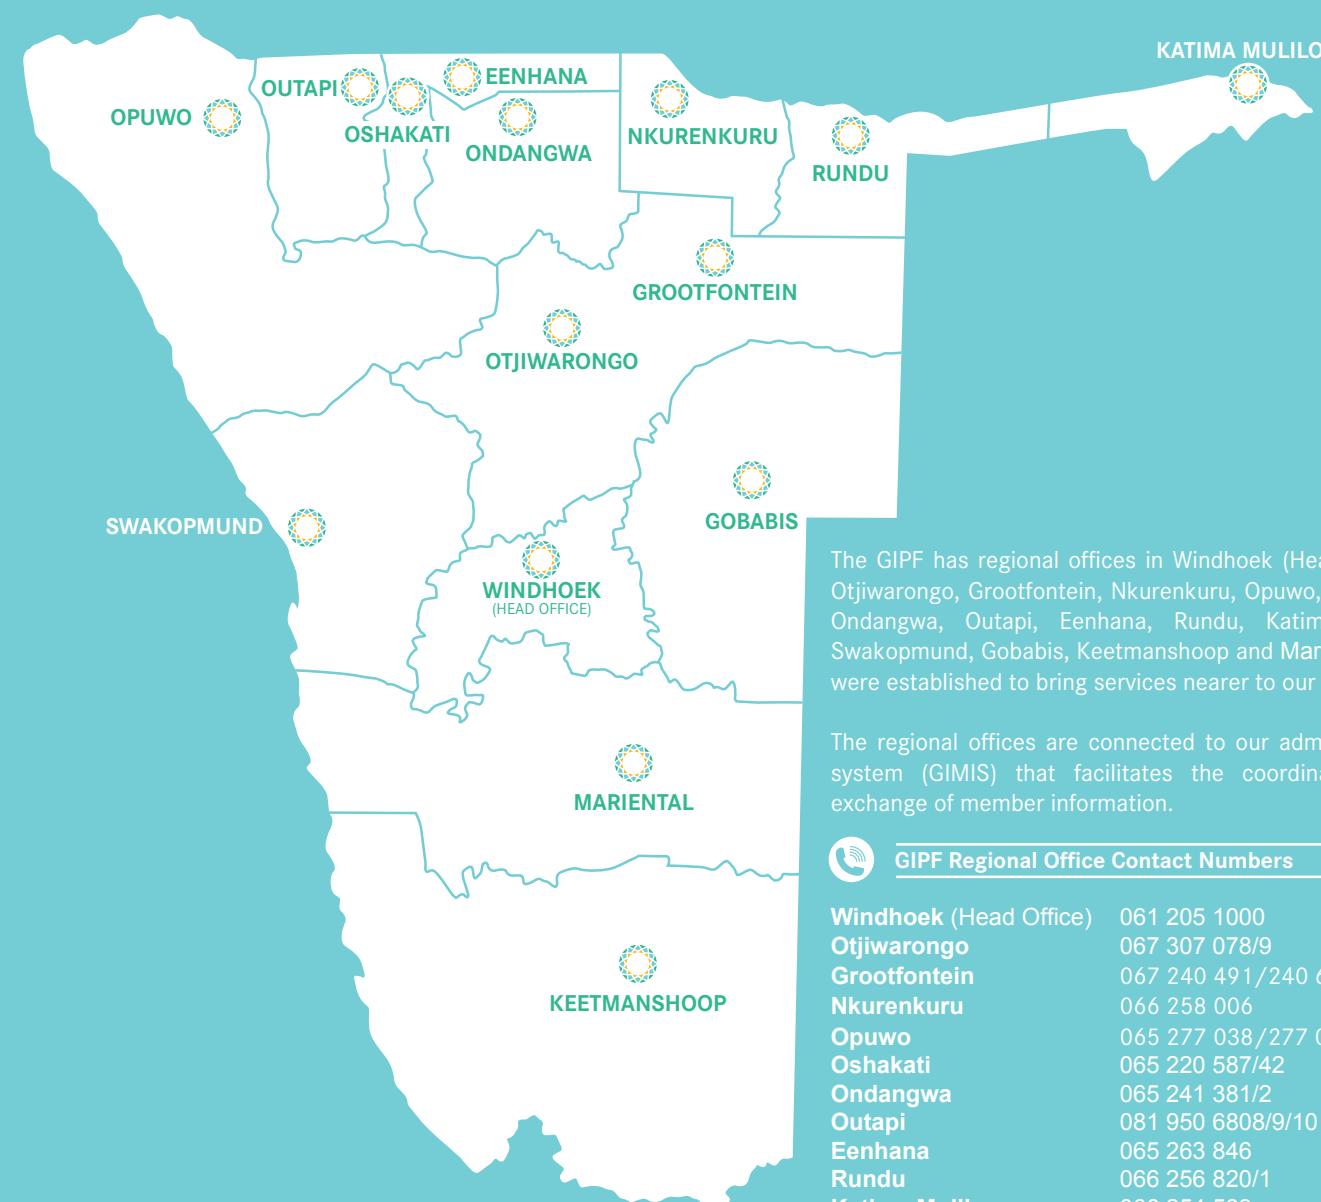 KATIMA MULILO
OUTAPI
EENHANA
OPUWO
OSHAKATI
ONDANGWA
NKURENKURU
RUNDU
GROOTFONTEIN
OTJIWARONGO
SWAKOPMUND
GOBABIS
WINDHOEK
(HEAD OFFICE)
MARIENTAL
KEETMANSHOOP
The GIPF has regional offices in Windhoek
Otjiwarongo, Grootfontein, Nkurenkuru, Opuwo,
Ondangwa, Outapi, Eenhana, Rundu,
Swakopmund, Gobabis, Keetmanshoop and
were established to bring services nearer to our
The regional offices are connected to our
system (GIMIS) that facilitates the
exchange of member information.
GIPF Regional Office Contact Numbers
Windhoek (Head Office) 061 205 1000
Otjiwarongo 067 307 078/9
Grootfontein 067 240 491/240
Nkurenkuru 066 258 006
Opuwo 065 277 038/277
Oshakati 065 220 587/42
Ondangwa 065 241 381/2
Outapi 081 950 6808/9/10
Eenhana 065 263 846
Rundu 066 256 820/1